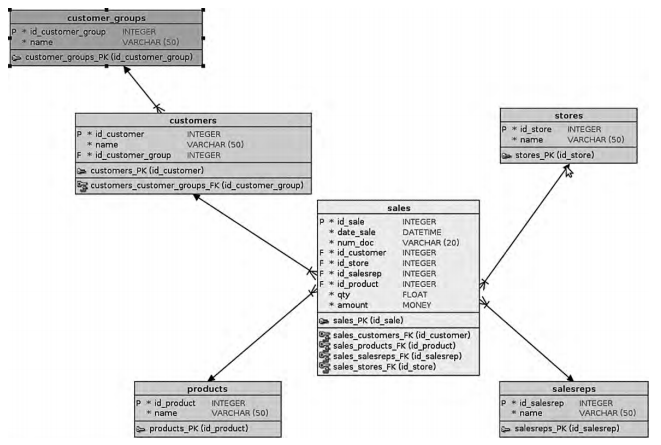 customer_groups
P * id_customer_group INTEGER
* name VARCHAR (50)
customer_groups_PK (id_customer_group)
customers
P * id_customer INTEGER
* name VARCHAR (50)
F * id_customer_group INTEGER
customers_PK (id_customer)
customers_customer_groups_FK (id_customer_group)
stores
P * id_store INTEGER
* name VARCHAR (50)
stores_PK (id_store)
sales
P * id_sale INTEGER
* date_sale DATETIME
* num_doc VARCHAR (20)
F * id_customer INTEGER
F * id_store INTEGER
F * id_salesrep INTEGER
F * id_product INTEGER
* qty FLOAT
* amount MONEY
sales_PK (id_sale)
sales_customers_FK (id_customer)
sales_products_FK (id_product)
sales_salesreps_FK (id_salesrep)
sales_stores_FK (id_store)
products
P * id_product INTEGER
* name VARCHAR (50)
products_PK (id_product)
salesreps
P * id_salesrep INTEGER
* name VARCHAR (50)
salesreps_PK (id_salesrep)